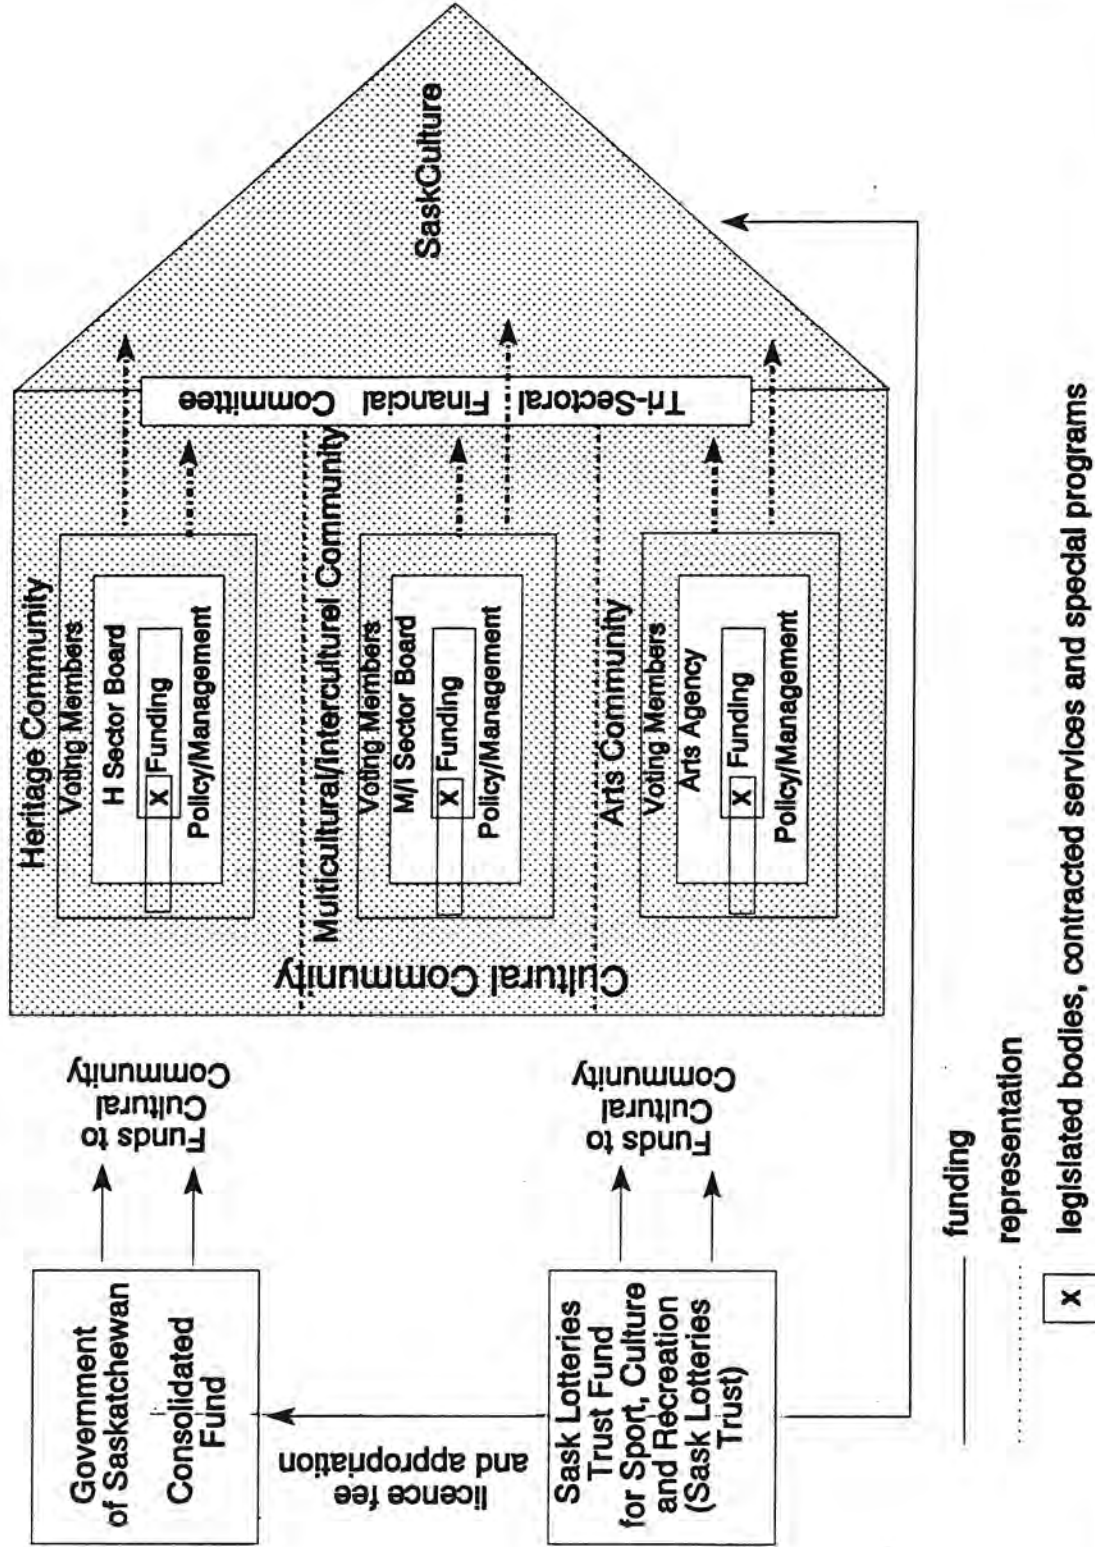 Government
of Saskatchewan
Consolidated
Fund
Funds to
Cultural
Community
licence fee
and appropriation
Sask Lotteries
Trust Fund
for Sport, Culture
and Recreation
(Sask Lotteries
Trust)
Funds to
Cultural
Community
Cultural Community
Heritage Community
Voting Members
H Sector Board
X Funding
Policy/Management
Multicultural/Intercultural Community
Voting Members
M/I Sector Board
X Funding
Policy/Management
Arts Community
Voting Members
Arts Agency
X Funding
Policy/Management
Tri-Sectoral Financial Committee
SaskCulture
funding
representation
X legislated bodies, contracted services and special programs